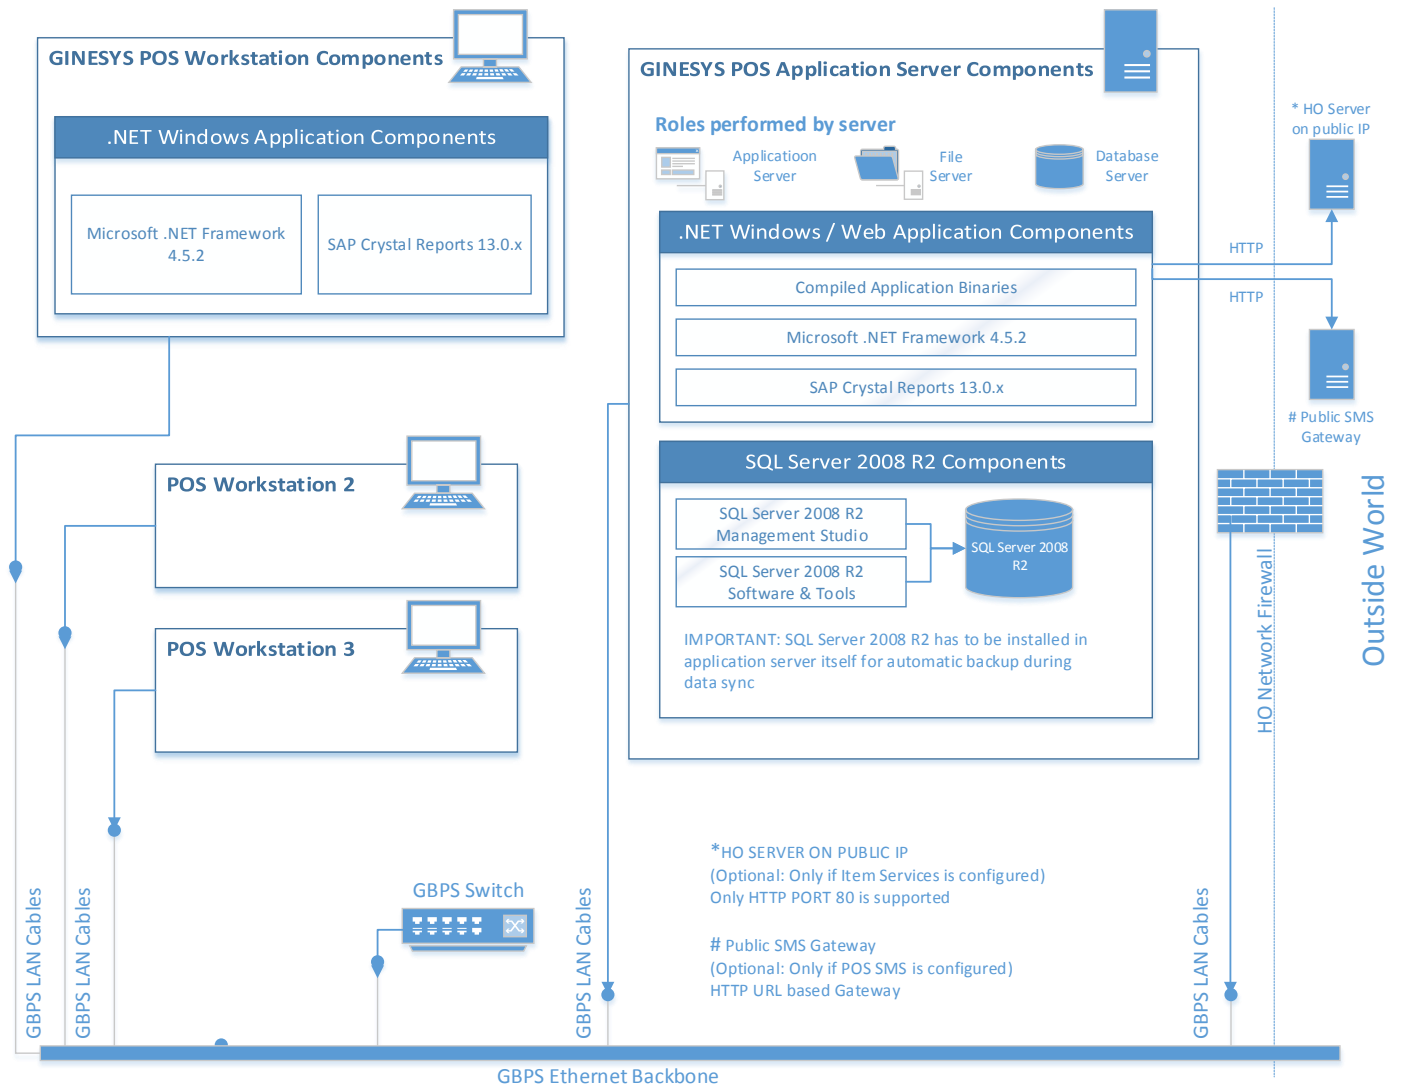 GINESYS POS Workstation Components
.NET Windows Application Components
Microsoft .NET Framework
4.5.2
SAP Crystal Reports 13.0.x
POS Workstation 2
POS Workstation 3
GINESYS POS Application Server Components
Roles performed by server
Applicatioon
Server
File
Server
Database
Server
.NET Windows / Web Application Components
Compiled Application Binaries
Microsoft .NET Framework 4.5.2
SAP Crystal Reports 13.0.x
SQL Server 2008 R2 Components
SQL Server 2008 R2
Management Studio
SQL Server 2008 R2
Software & Tools
SQL Server 2008
R2
IMPORTANT: SQL Server 2008 R2 has to be installed in
application server itself for automatic backup during
data sync
HTTP
HTTP
* HO Server
on public IP
# Public SMS
Gateway
Outside World
HO Network Firewall
*HO SERVER ON PUBLIC IP
(Optional: Only if Item Services is configured)
Only HTTP PORT 80 is supported
# Public SMS Gateway
(Optional: Only if POS SMS is configured)
HTTP URL based Gateway
GBPS Switch
GBPS LAN Cables
GBPS LAN Cables
GBPS LAN Cables
GBPS LAN Cables
GBPS Ethernet Backbone